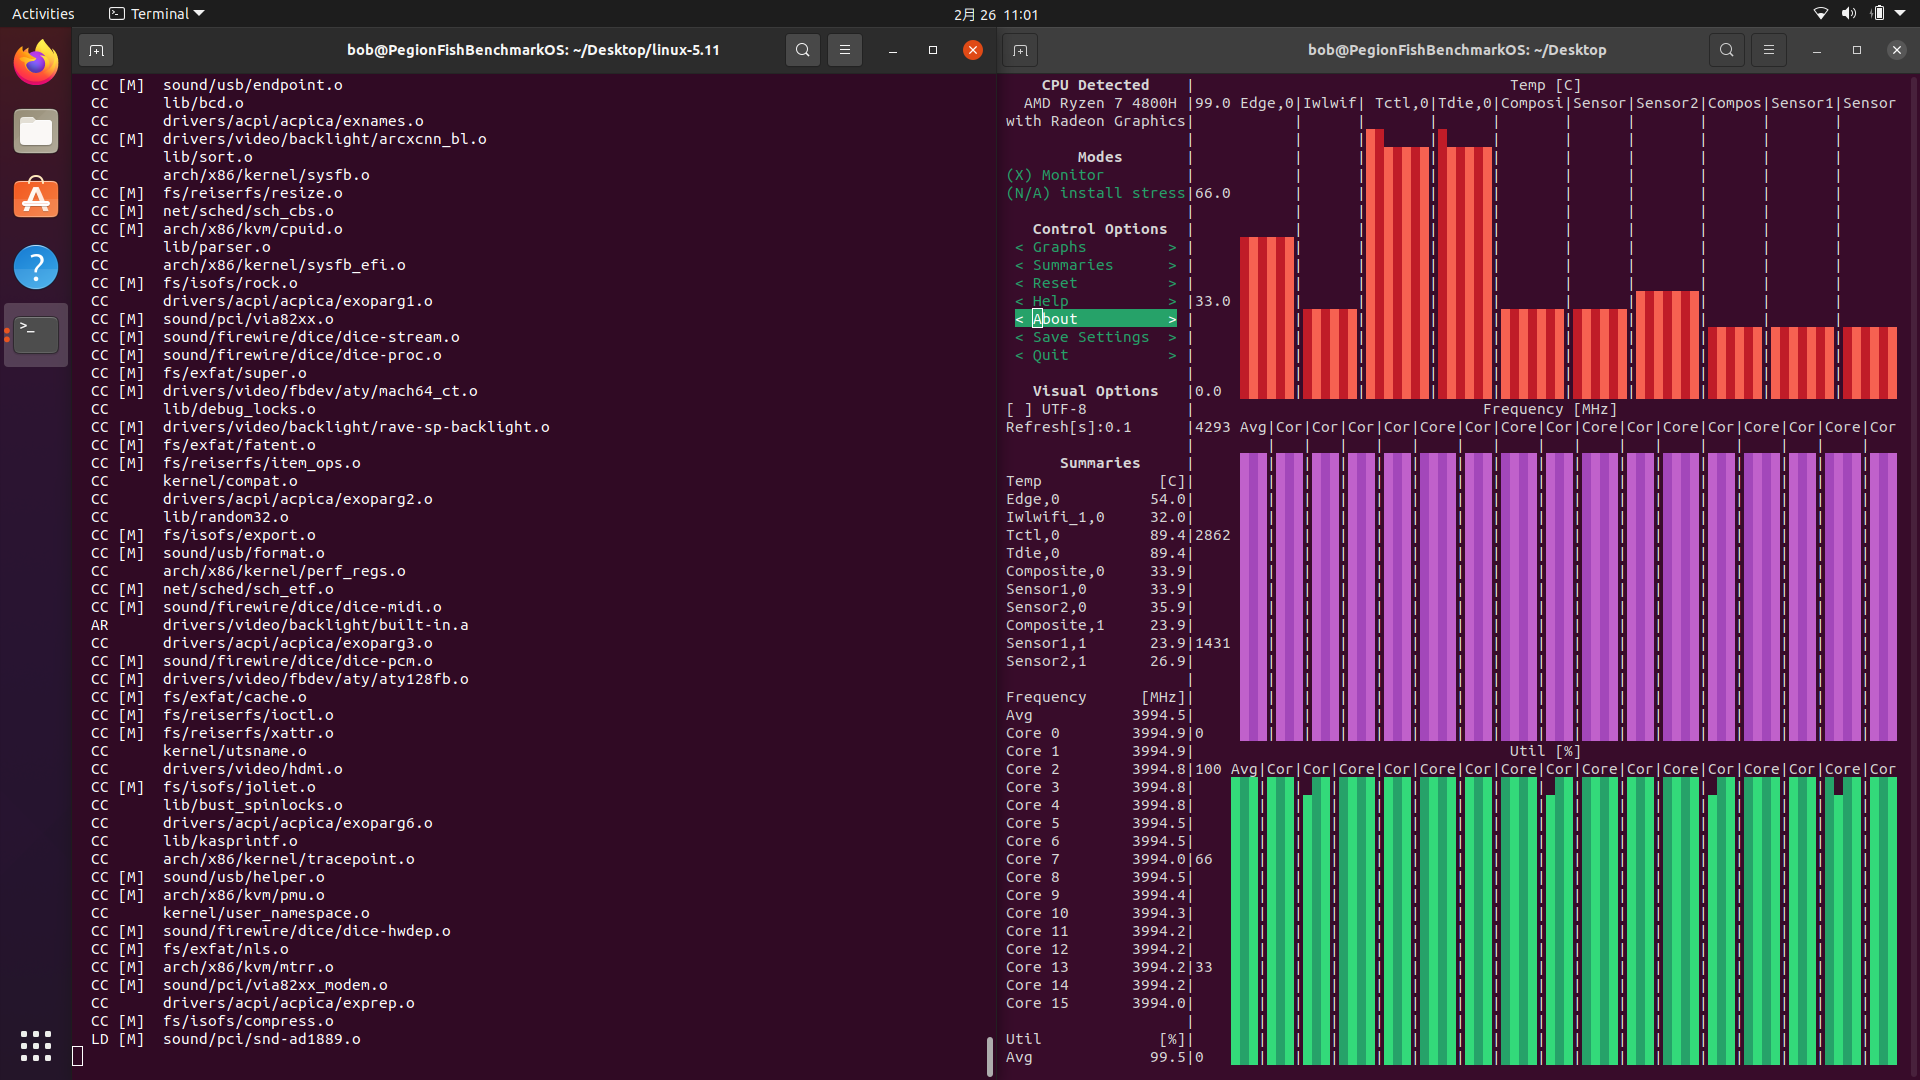 Activities
Terminal
2月 26 11:01
bob@PegionFishBenchmarkOS: ~/Desktop/linux-5.11
CC [M]  sound/usb/endpoint.o
CC      lib/bcd.o
CC      drivers/acpi/acpica/exnames.o
CC [M]  drivers/video/backlight/arcxcnn_bl.o
CC      lib/sort.o
CC      arch/x86/kernel/sysfb.o
CC [M]  fs/reiserfs/resize.o
CC [M]  net/sched/sch_cbs.o
CC [M]  arch/x86/kvm/cpuid.o
CC      lib/parser.o
CC      arch/x86/kernel/sysfb_efi.o
CC [M]  fs/isofs/rock.o
CC      drivers/acpi/acpica/exoparg1.o
CC [M]  sound/pci/via82xx.o
CC [M]  sound/firewire/dice/dice-stream.o
CC [M]  sound/firewire/dice/dice-proc.o
CC [M]  fs/exfat/super.o
CC [M]  drivers/video/fbdev/aty/mach64_ct.o
CC      lib/debug_locks.o
CC [M]  drivers/video/backlight/rave-sp-backlight.o
CC [M]  fs/exfat/fatent.o
CC [M]  fs/reiserfs/item_ops.o
CC      kernel/compat.o
CC      drivers/acpi/acpica/exoparg2.o
CC      lib/random32.o
CC [M]  fs/isofs/export.o
CC [M]  sound/usb/format.o
CC      arch/x86/kernel/perf_regs.o
CC [M]  net/sched/sch_etf.o
CC [M]  sound/firewire/dice/dice-midi.o
AR      drivers/video/backlight/built-in.a
CC      drivers/acpi/acpica/exoparg3.o
CC [M]  sound/firewire/dice/dice-pcm.o
CC [M]  drivers/video/fbdev/aty/aty128fb.o
CC [M]  fs/exfat/cache.o
CC [M]  fs/reiserfs/ioctl.o
CC [M]  fs/reiserfs/xattr.o
CC      kernel/utsname.o
CC      drivers/video/hdmi.o
CC [M]  fs/isofs/joliet.o
CC      lib/bust_spinlocks.o
CC      drivers/acpi/acpica/exoparg6.o
CC      lib/kasprintf.o
CC      arch/x86/kernel/tracepoint.o
CC [M]  sound/usb/helper.o
CC [M]  arch/x86/kvm/pmu.o
CC      kernel/user_namespace.o
CC [M]  sound/firewire/dice/dice-hwdep.o
CC [M]  fs/exfat/nls.o
CC [M]  arch/x86/kvm/mtrr.o
CC [M]  sound/pci/via82xx_modem.o
CC      drivers/acpi/acpica/exprep.o
CC [M]  fs/isofs/compress.o
LD [M]  sound/pci/snd-ad1889.o
bob@PegionFishBenchmarkOS: ~/Desktop
CPU Detected
AMD Ryzen 7 4800H
with Radeon Graphics
Modes
(X) Monitor
(N/A) install stress
Control Options
< Graphs >
< Summaries >
< Reset >
< Help >
< About >
< Save Settings >
< Quit >
Visual Options
[ ] UTF-8
Refresh[s]:0.1
Summaries
Temp [C]
Edge,0 54.0
Iwlwifi_1,0 32.0
Tctl,0 89.4
Tdie,0 89.4
Composite,0 33.9
Sensor1,0 33.9
Sensor2,0 35.9
Composite,1 23.9
Sensor1,1 23.9
Sensor2,1 26.9
Frequency [MHz]
Avg 3994.5
Core 0 3994.9
Core 1 3994.9
Core 2 3994.8
Core 3 3994.8
Core 4 3994.8
Core 5 3994.5
Core 6 3994.5
Core 7 3994.0
Core 8 3994.5
Core 9 3994.4
Core 10 3994.3
Core 11 3994.2
Core 12 3994.2
Core 13 3994.2
Core 14 3994.2
Core 15 3994.0
Util [%]
Avg 99.5
Temp [C]
99.0 Edge,0|Iwlwif| Tctl,0|Tdie,0|Composi|Sensor|Sensor2|Compos|Sensor1|Sensor
66.0
33.0
0.0
Frequency [MHz]
4293 Avg|Cor|Cor|Cor|Cor|Core|Cor|Core|Cor|Core|Cor|Core|Cor|Core|Cor|Core|Cor
2862
1431
0
Util [%]
100 Avg|Cor|Cor|Core|Cor|Core|Cor|Core|Cor|Core|Cor|Core|Cor|Core|Cor|Core|Cor
66
33
0